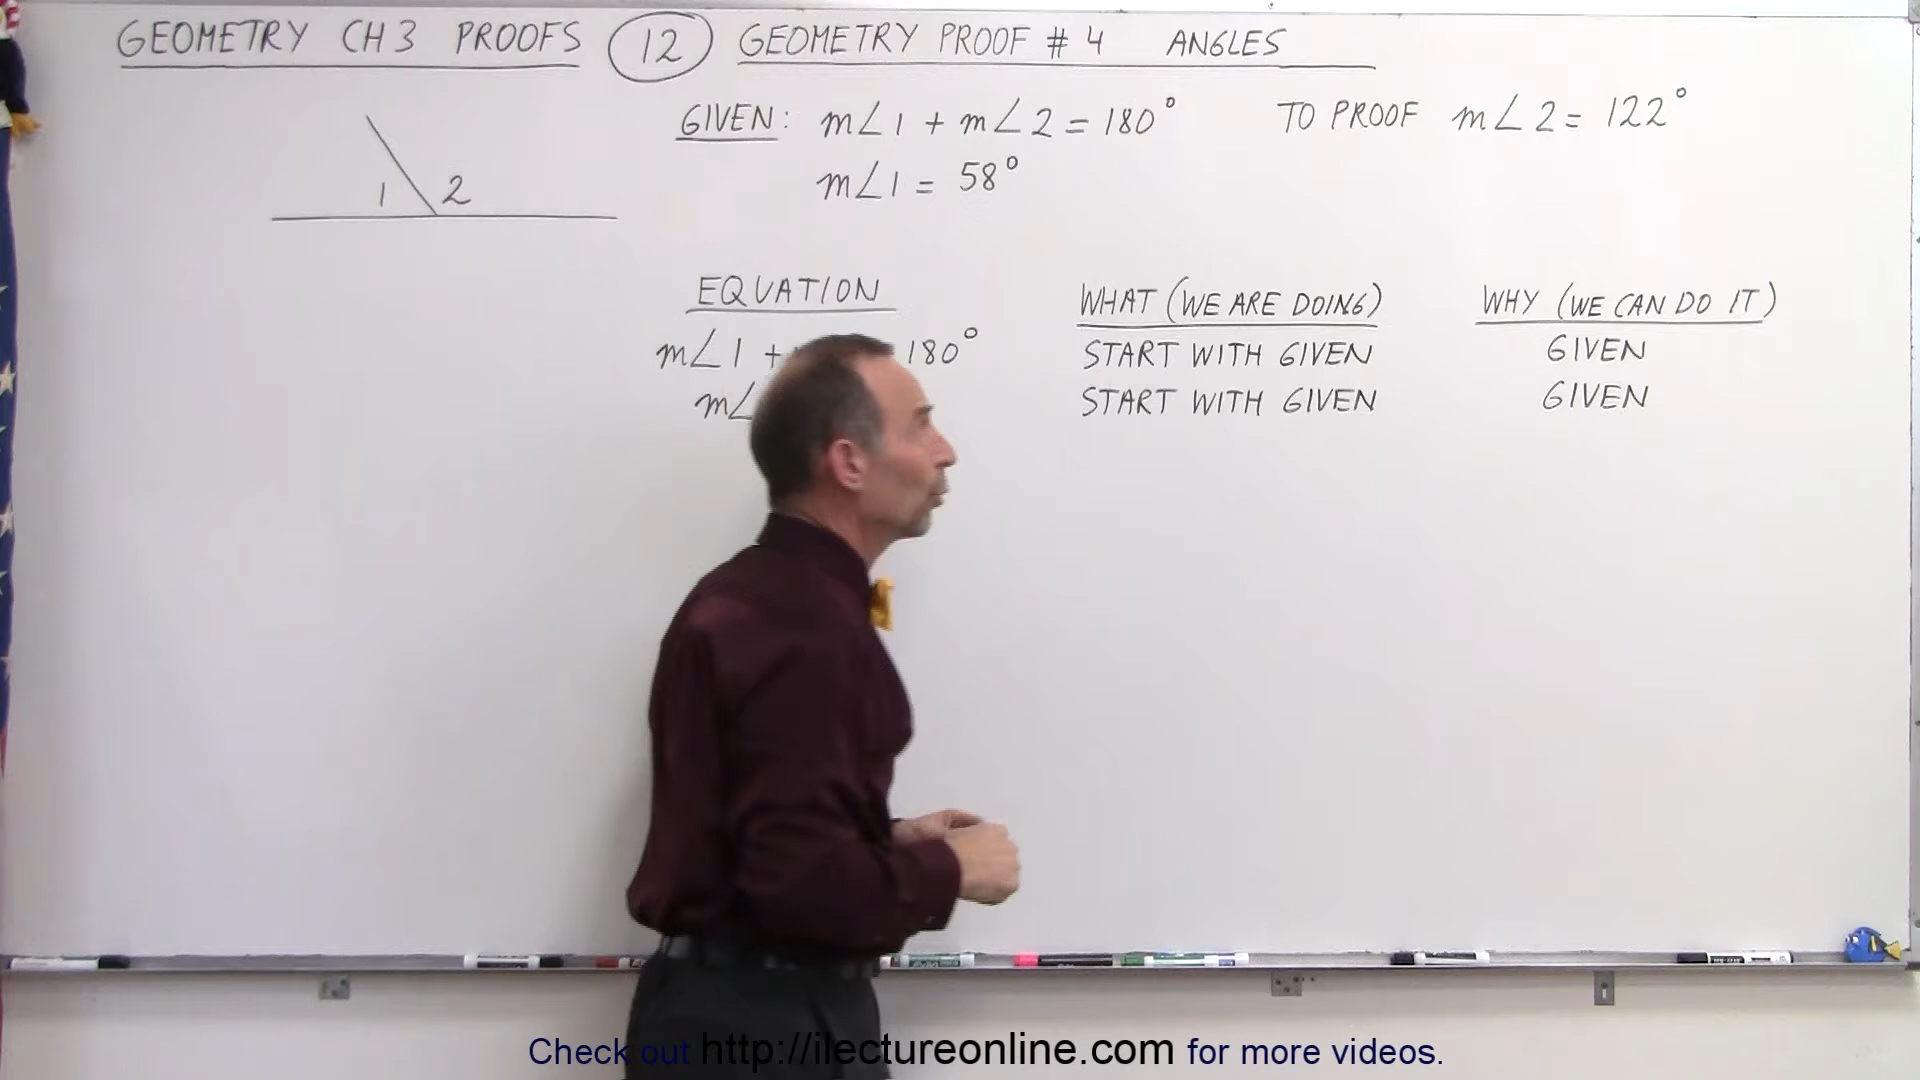 GEOMETRY CH 3 PROOFS 12 GEOMETRY PROOF # 4 ANGLES
GIVEN: m∠1 + m∠2 = 180° TO PROOF m∠2 = 122°
m∠1 = 58°
1 2
EQUATION WHAT (WE ARE DOING) WHY (WE CAN DO IT)
m∠1 + 180° START WITH GIVEN GIVEN
m∠ START WITH GIVEN GIVEN
Check out http://ilectureonline.com for more videos.